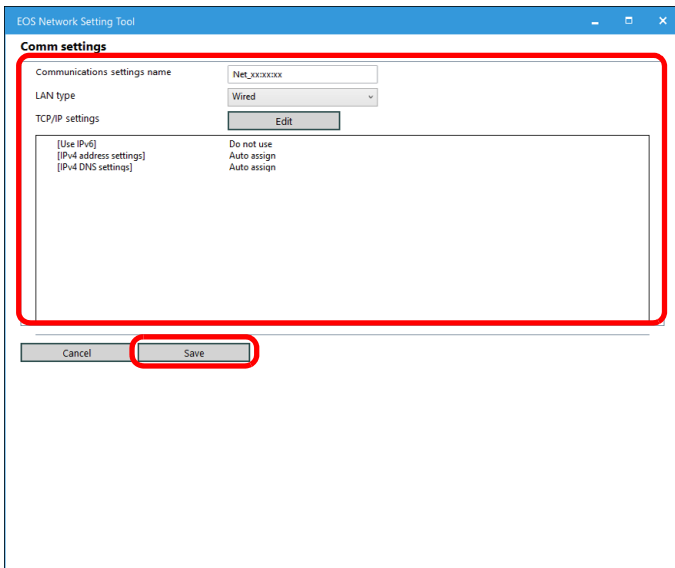 EOS Network Setting Tool
Comm settings
Communications settings name Net_xx:xx:xx
LAN type Wired
TCP/IP settings Edit
[Use IPv6] Do not use
[IPv4 address settings] Auto assign
[IPv4 DNS settings] Auto assign
Cancel Save